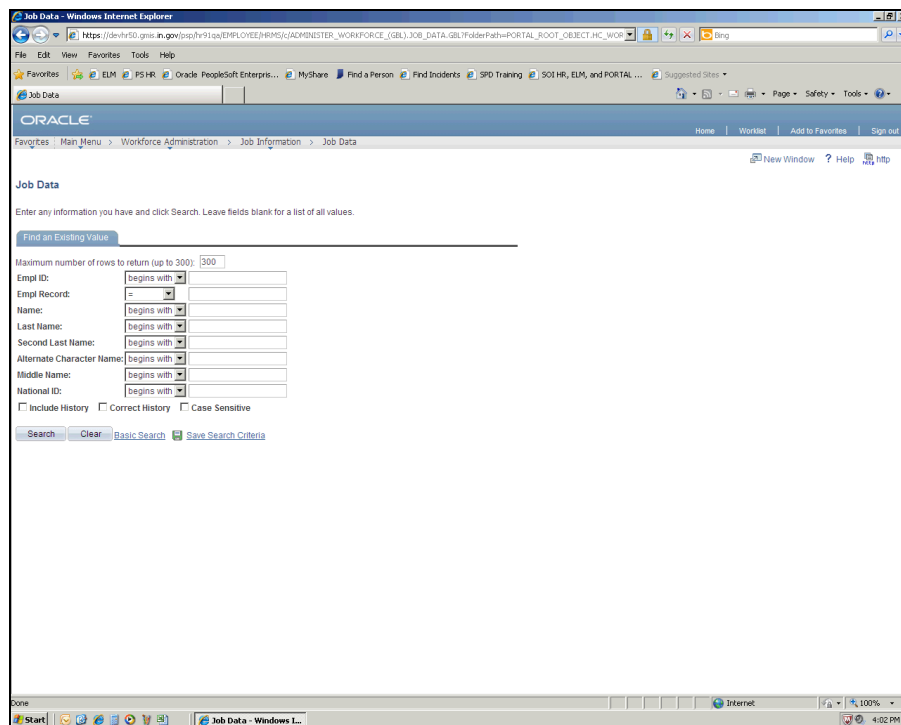 Job Data - Windows Internet Explorer
https://devhr50.gmis.in.gov/psp/hr91qa/EMPLOYEE/HRMS/c/ADMINISTER_WORKFORCE_(GBL).JOB_DATA.GBL?FolderPath=PORTAL_ROOT_OBJECT.HC_WOR
Bing
File Edit View Favorites Tools Help
Favorites ELM PS HR Oracle PeopleSoft Enterpris... MyShare Find a Person Find Incidents SPD Training SOI HR, ELM, and PORTAL ... Suggested Sites
Job Data
Page Safety Tools
ORACLE
Home | Worklist | Add to Favorites | Sign out
Favorites Main Menu > Workforce Administration > Job Information > Job Data
New Window ? Help http
Job Data
Enter any information you have and click Search. Leave fields blank for a list of all values.
Find an Existing Value
Maximum number of rows to return (up to 300): 300
Empl ID: begins with
Empl Record: =
Name: begins with
Last Name: begins with
Second Last Name: begins with
Alternate Character Name: begins with
Middle Name: begins with
National ID: begins with
Include History Correct History Case Sensitive
Search Clear Basic Search Save Search Criteria
Done
Internet
100%
Start
Job Data - Windows I...
4:02 PM